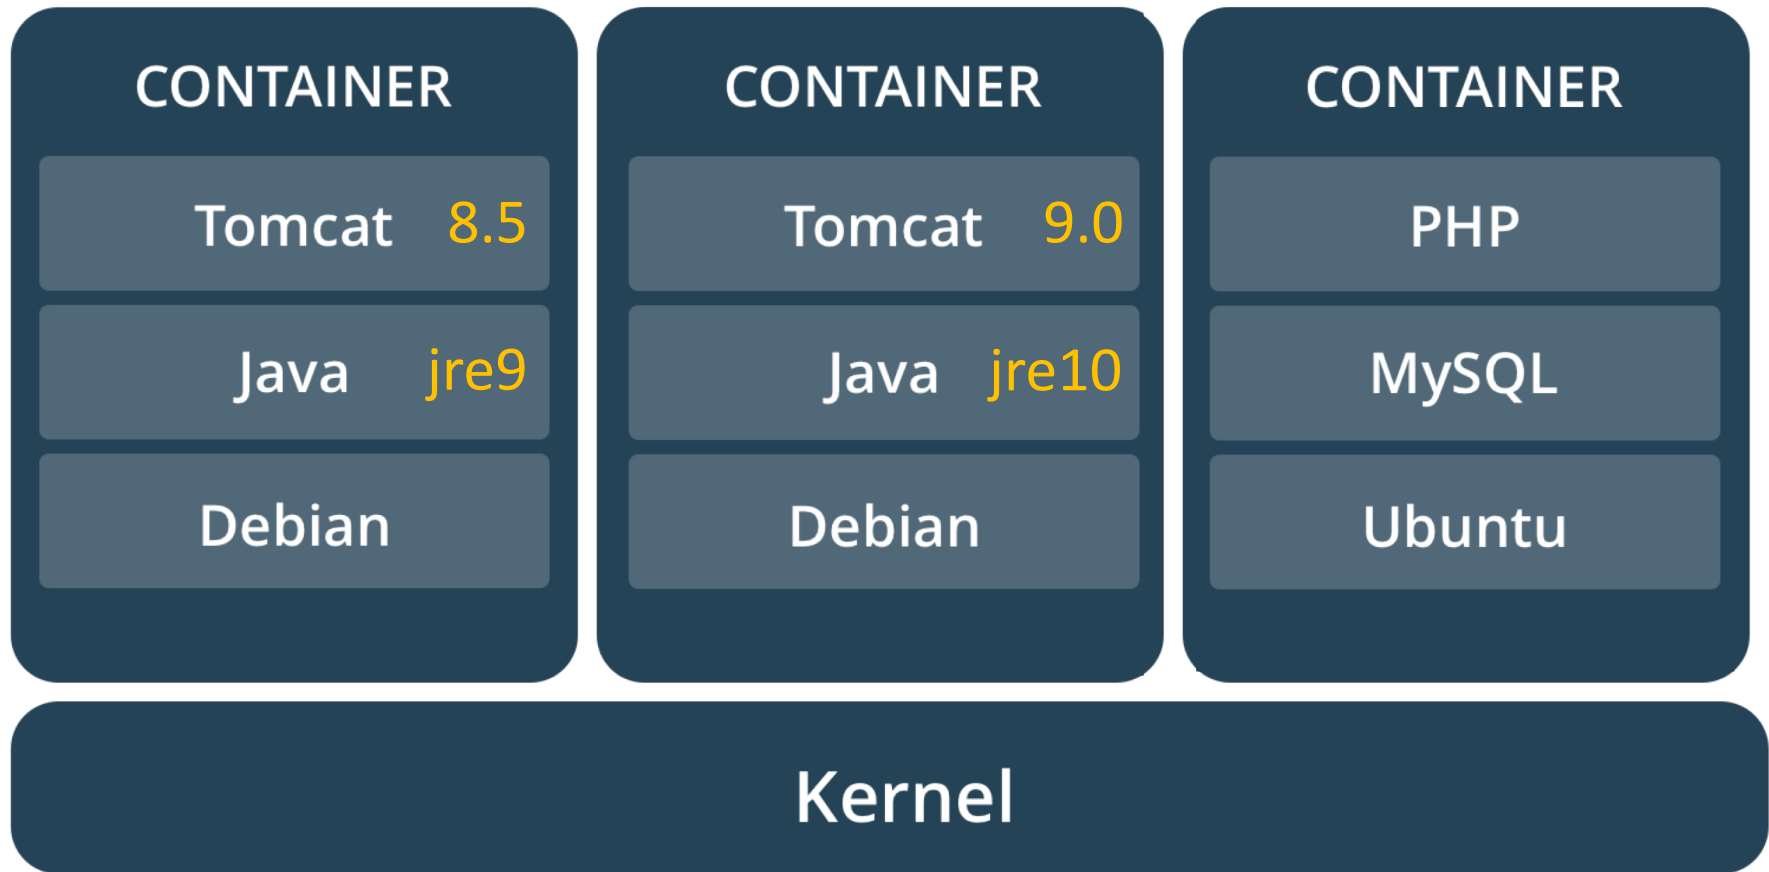 CONTAINER
Tomcat 8.5
Java jre9
Debian
CONTAINER
Tomcat 9.0
Java jre10
Debian
CONTAINER
PHP
MySQL
Ubuntu
Kernel